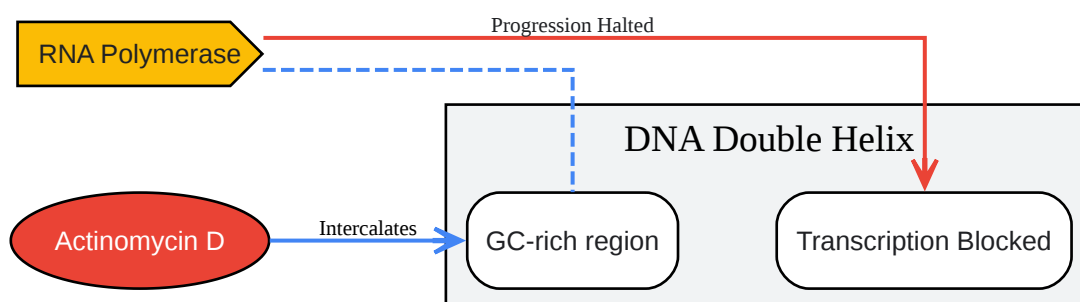 Progression Halted
RNA Polymerase
DNA Double Helix
Actinomycin D
Intercalates
GC-rich region
Transcription Blocked